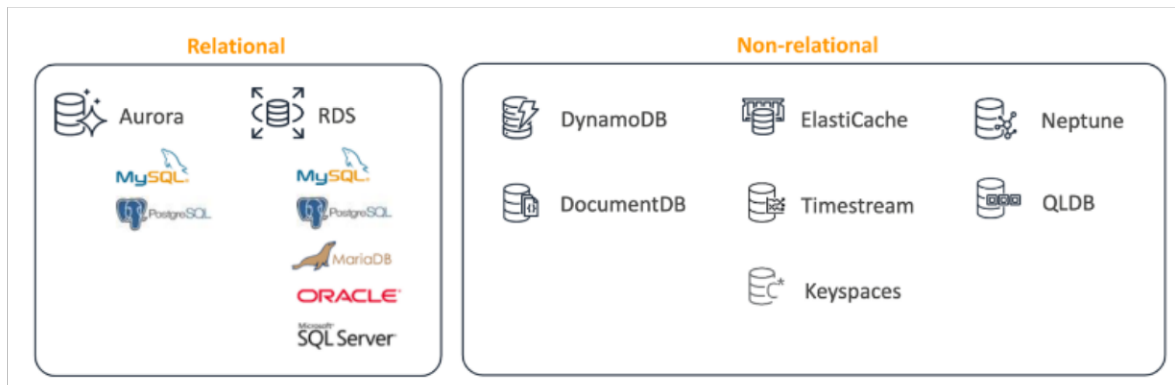 Relational
Non-relational
Aurora
RDS
MySQL®
PostgreSQL
MySQL®
PostgreSQL
MariaDB
ORACLE®
Microsoft®
SQL Server®
DynamoDB
ElastiCache
Neptune
DocumentDB
Timestream
QLDB
C*
Keyspaces